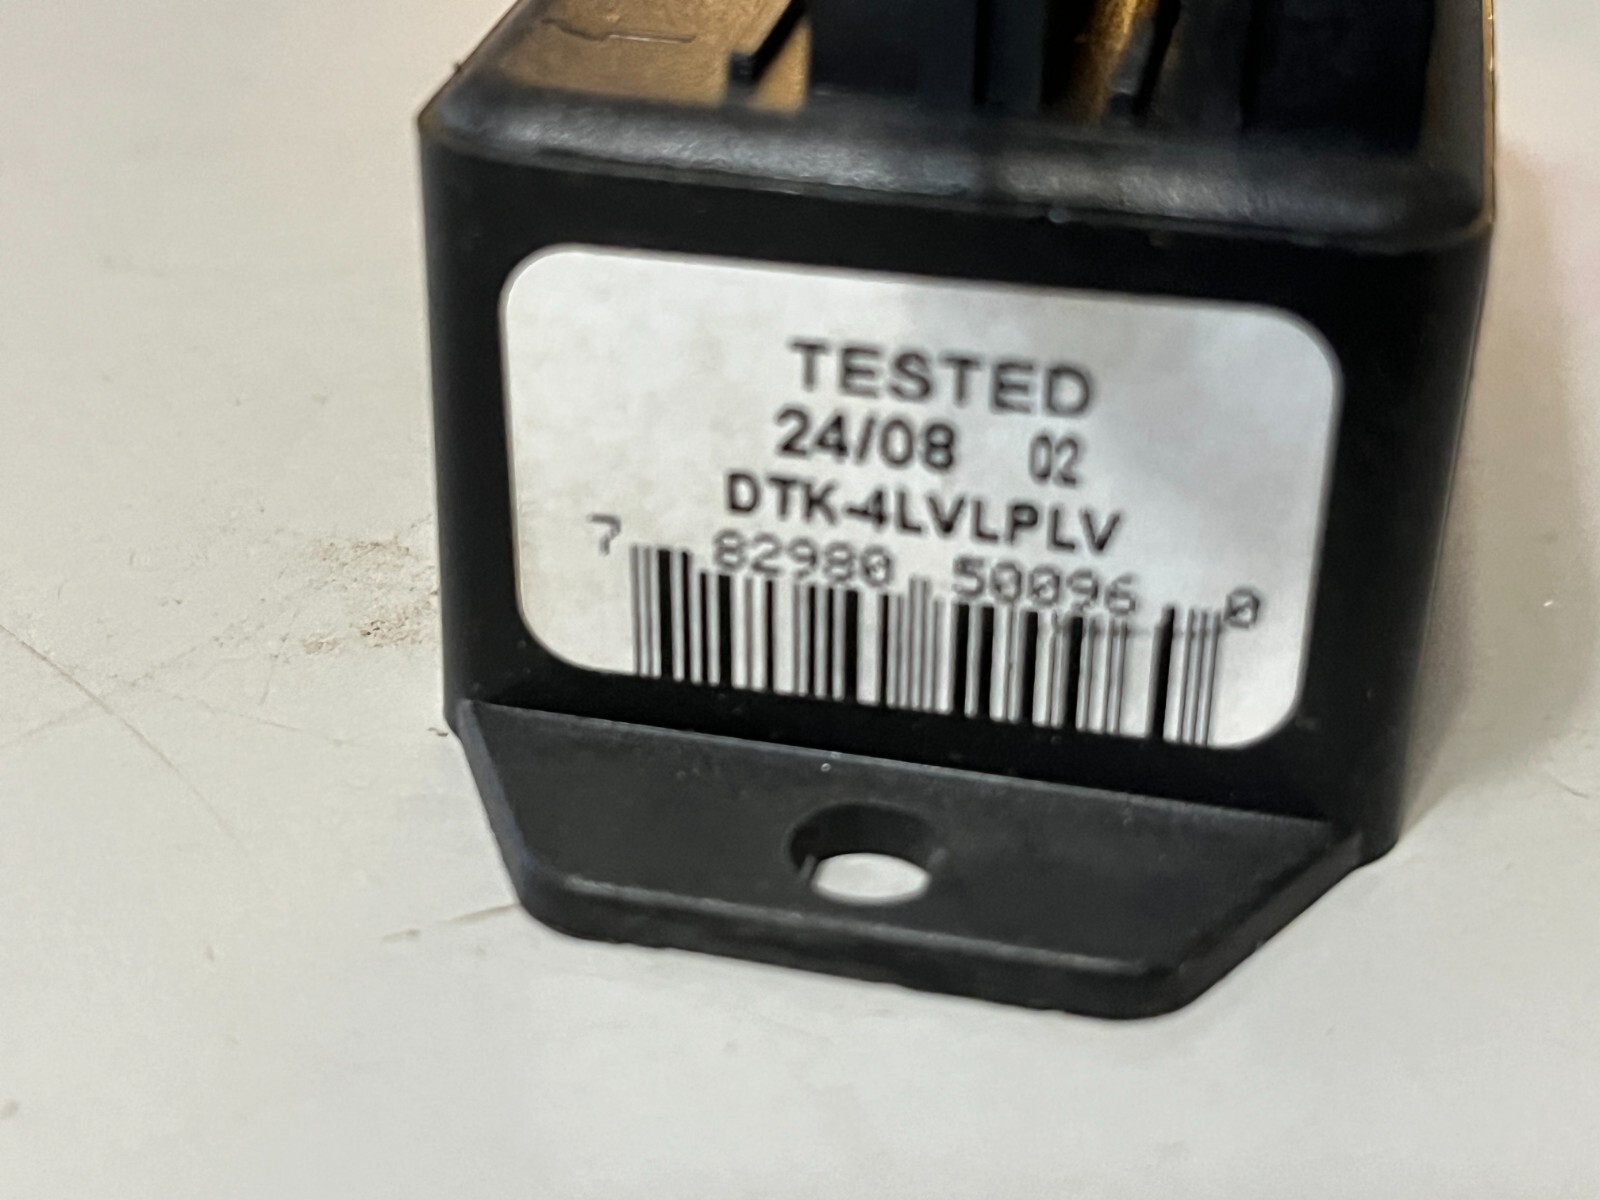 TESTED
24/08 02
DTK-4LVLPLV
7 82980 50096 0